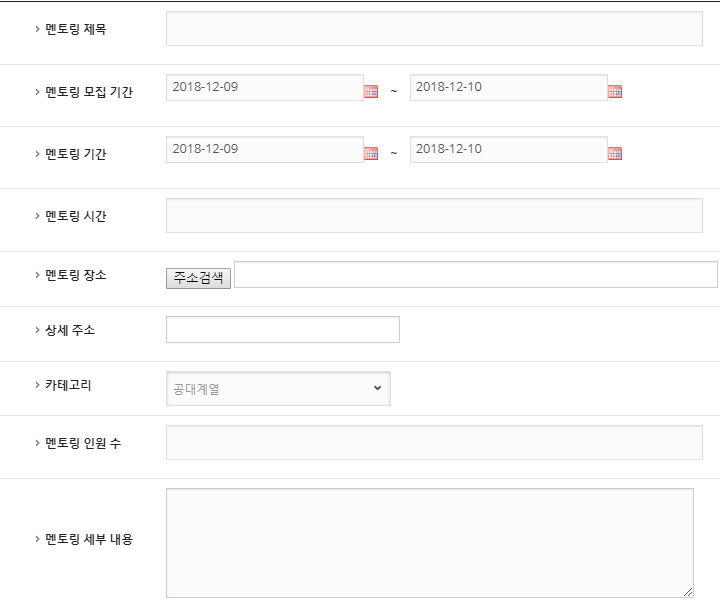 멘토링 제목
멘토링 모집 기간 2018-12-09 ~ 2018-12-10
멘토링 기간 2018-12-09 ~ 2018-12-10
멘토링 시간
멘토링 장소 주소검색
상세 주소
카테고리 공대계열
멘토링 인원 수
멘토링 세부 내용